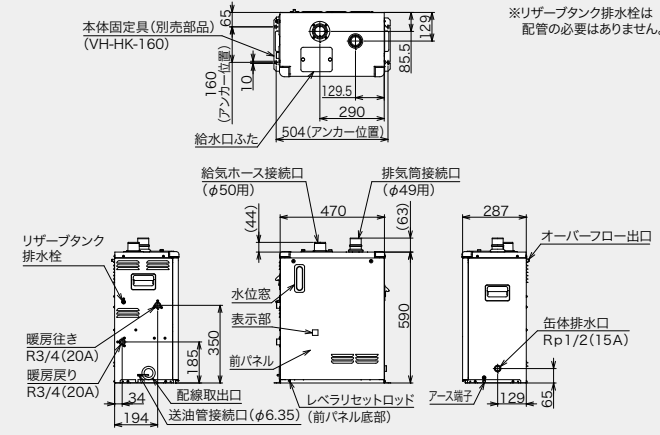 65
129
※リザーブタンク排水栓は
配管の必要はありません。
本体固定具(別売部品)
(VH-HK-160)
85.5
160
(アンカー位置)
10
129.5
290
504(アンカー位置)
給水口ふた
給気ホース接続口
(φ50用)
排気筒接続口
(φ49用)
(44)
470
(63)
287
リザーブタンク
排水栓
オーバーフロー出口
水位窓
表示部
前パネル
590
350
185
暖房往き
R3/4(20A)
暖房戻り
R3/4(20A)
缶体排水口
Rp1/2(15A)
34
194
配線取出口
送油管接続口(φ6.35)
レベラリセットロッド
(前パネル底部)
アース端子
129
65